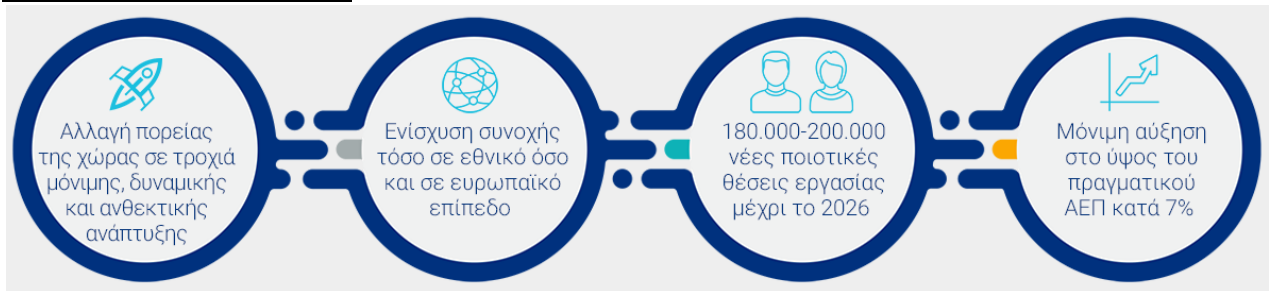 Αλλαγή πορείας
της χώρας σε τροχιά
μόνιμης, δυναμικής
και ανθεκτικής
ανάπτυξης
Ενίσχυση συνοχής
τόσο σε εθνικό όσο
και σε ευρωπαϊκό
επίπεδο
180.000-200.000
νέες ποιοτικές
θέσεις εργασίας
μέχρι το 2026
Μόνιμη αύξηση
στο ύψος του
πραγματικού
ΑΕΠ κατά 7%